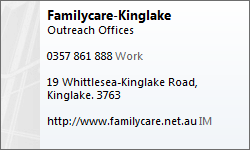 Familycare-Kinglake
Outreach Offices
0357 861 888 Work
19 Whittlesea-Kinglake Road,
Kinglake. 3763
http://www.familycare.net.au IM